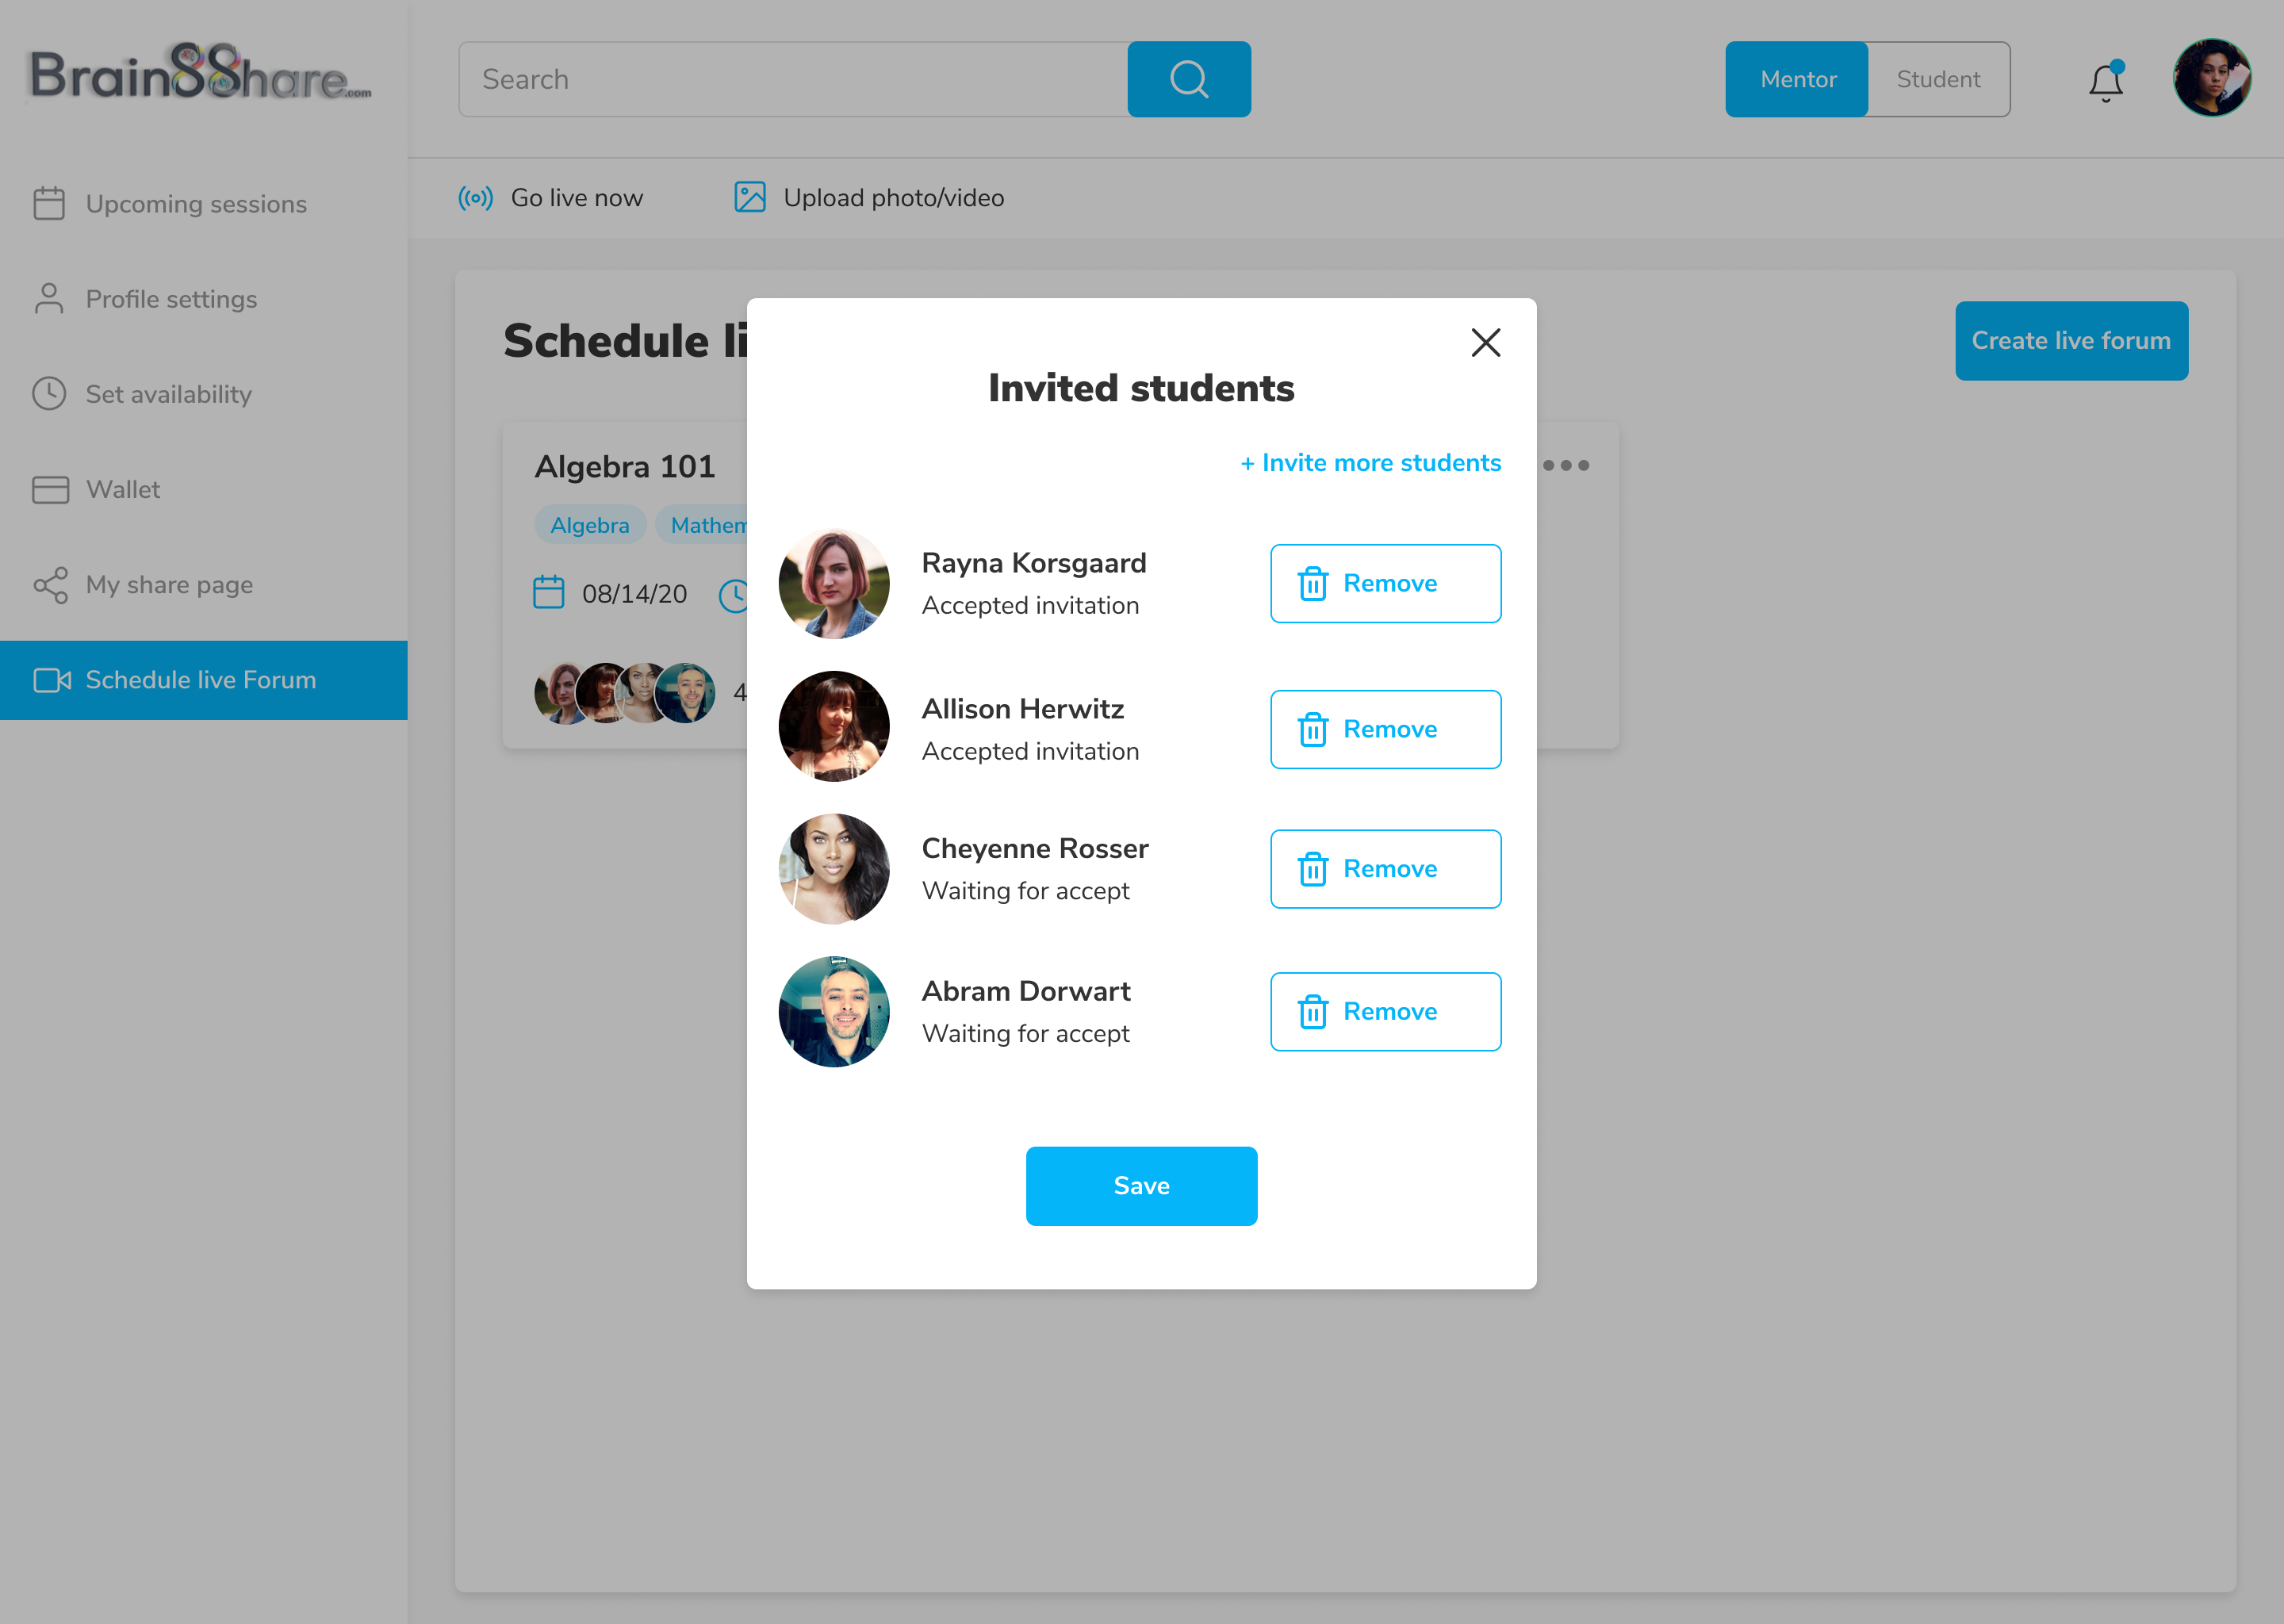 Brain88hare.com
Search
Mentor
Student
Upcoming sessions
Profile settings
Set availability
Wallet
My share page
Schedule live Forum
Go live now
Upload photo/video
Schedule li
Create live forum
Algebra 101
Algebra
Mathem
08/14/20
4
Invited students
+ Invite more students
Rayna Korsgaard
Accepted invitation
Remove
Allison Herwitz
Accepted invitation
Remove
Cheyenne Rosser
Waiting for accept
Remove
Abram Dorwart
Waiting for accept
Remove
Save